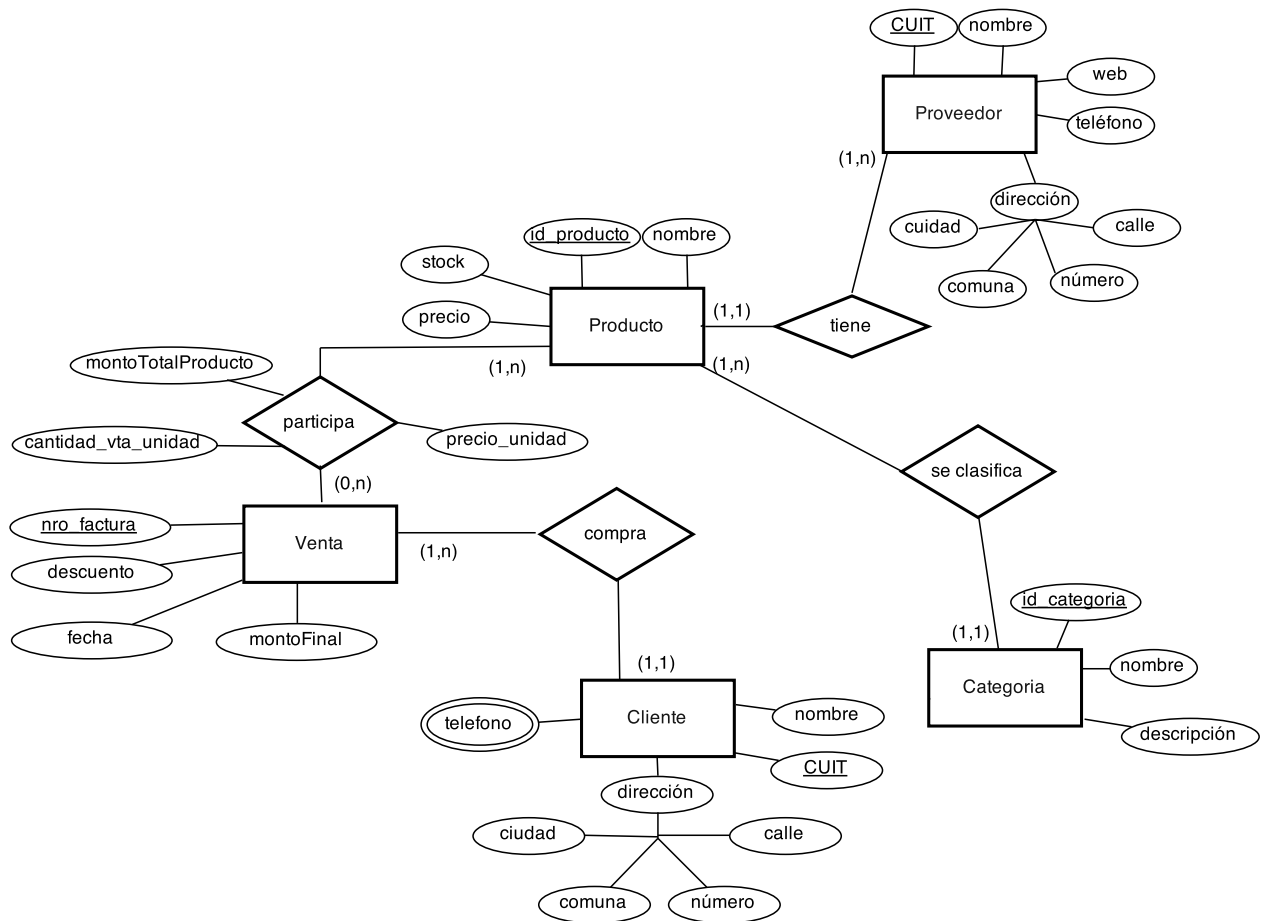 CUIT
nombre
web
Proveedor
teléfono
(1,n)
dirección
cuidad
calle
comuna
número
id_producto
nombre
stock
precio
Producto
(1,1)
tiene
(1,n)
(1,n)
montoTotalProducto
participa
cantidad_vta_unidad
precio_unidad
(0,n)
se clasifica
nro_factura
Venta
compra
(1,n)
descuento
fecha
montoFinal
id_categoria
(1,1)
(1,1)
nombre
Categoria
descripción
telefono
Cliente
nombre
CUIT
dirección
ciudad
calle
comuna
número